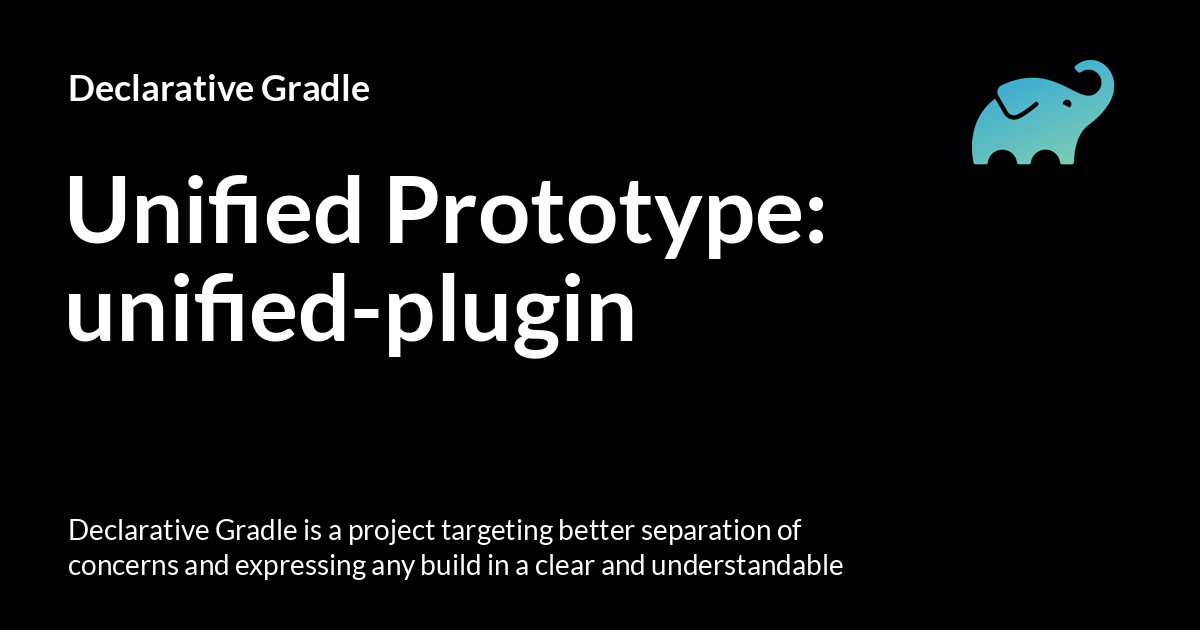 Declarative Gradle
Unified Prototype:
unified-plugin
Declarative Gradle is a project targeting better separation of
concerns and expressing any build in a clear and understandable